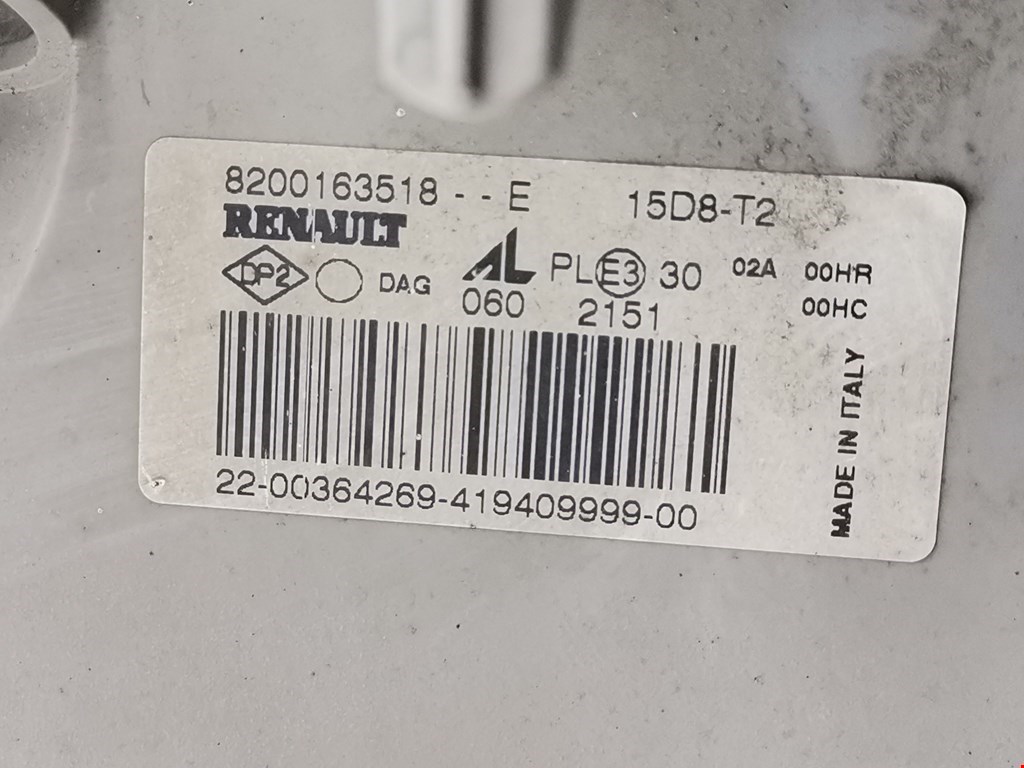 8200163518 - - E 15D8-T2
RENAULT
DP2 DAG AL PL E3 30 02A 00HR
060 2151 00HC
22-00364269-419409999-00
MADE IN ITALY